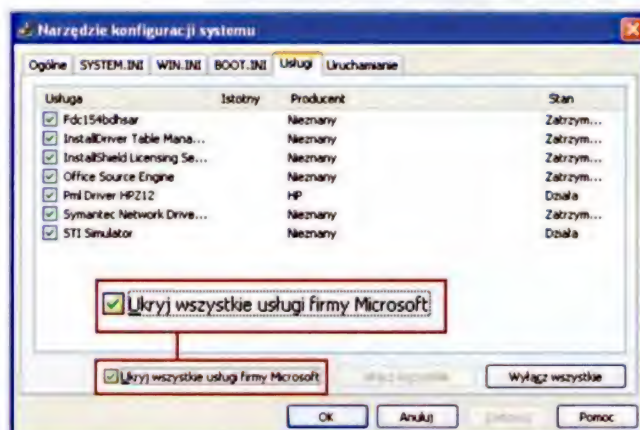 Narzędzie konfiguracji systemu
Ogólne SYSTEM.INI WIN.INI BOOT.INI Usługi Uruchamianie
Usługa Istotny Producent Stan
Fdc154bdhsar Nieznany Zatrzym...
InstallDriver Table Mana... Nieznany Zatrzym...
InstallShield Licensing Se... Nieznany Zatrzym...
Office Source Engine Nieznany Zatrzym...
Pml Driver HPZ12 HP Działa
Symantec Network Drive... Nieznany Zatrzym...
STI Simulator Nieznany Działa
Ukryj wszystkie usługi firmy Microsoft
Ukryj wszystkie usługi firmy Microsoft Wyłącz wszystkie
OK Anuluj Pomoc